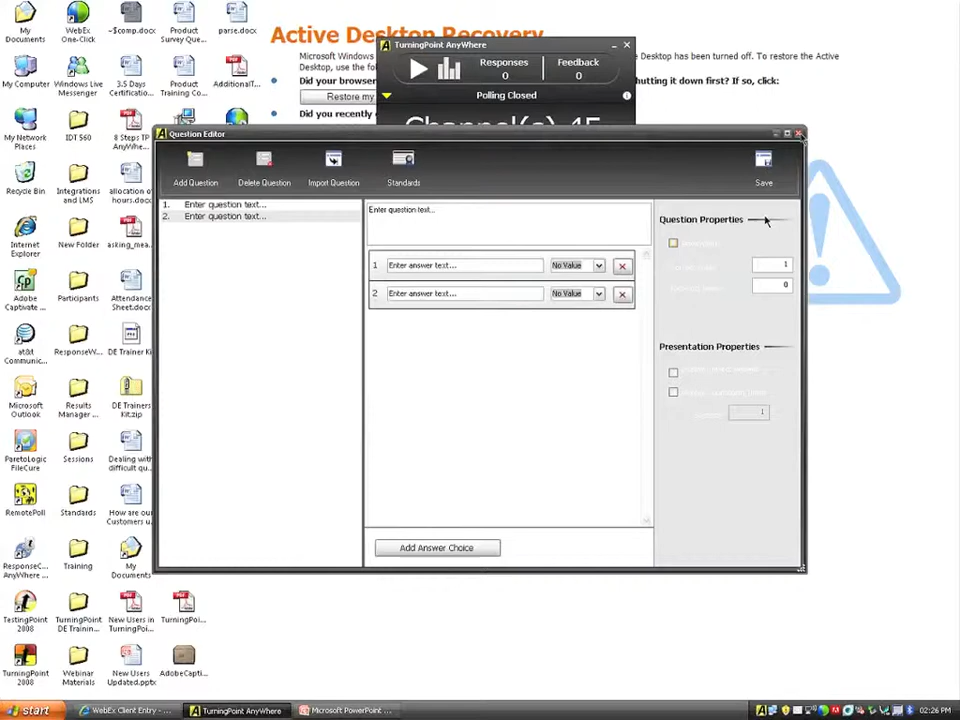 My Documents
WebEx One-Click
~$comp.docx
Product Survey Que...
parse.docx
Active Desktop Recovery
Microsoft Windows
Desktop has been turned off. To restore the Active
Desktop, use the fo
Did your browser
hutting it down first? If so, click:
Restore my
Did you recently
TurningPoint AnyWhere
Responses
0
Feedback
0
Polling Closed
Channel(s) 45
My Computer
Windows Live Messenger
3.5 Days Certificatio...
Product Training Co...
AdditionalT...
My Network Places
IDT 560
8 Steps TP AnyWhe...
Recycle Bin
Integrations and LMS
allocation of hours.docx
Internet Explorer
New Folder
asking_mea...
Adobe Captivate ...
Participants
Attendance Sheet.docx
at&t Communic...
ResponseW...
DE Trainer Ki...
Microsoft Outlook
Results Manager ...
DE Trainers Kit.zip
ParetoLogic FileCure
Sessions
Dealing with difficult qu...
RemotePoll
Standards
How are our Customers u...
ResponseC... AnyWhere ...
Training
My Documents
TestingPoint 2008
TurningPoint DE Trainin...
New Users in TurningPo...
TurningPoi...
TurningPoint 2008
Webinar Materials
New Users Updated.pptx
AdobeCapti...
Question Editor
Add Question
Delete Question
Import Question
Standards
Save
1. Enter question text...
2. Enter question text...
Enter question text...
1 Enter answer text... No Value
2 Enter answer text... No Value
Add Answer Choice
Question Properties
1
0
Presentation Properties
1
start
WebEx Client Entry - ...
TurningPoint AnyWhere
Microsoft PowerPoint ...
02:26 PM